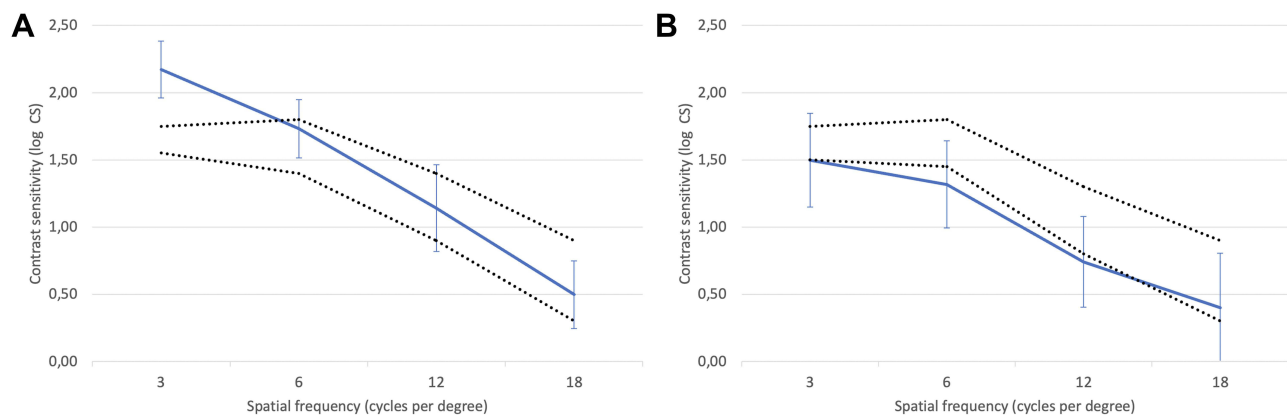 A
2,50
2,00
1,50
1,00
0,50
0,00
Contrast sensitivity (log CS)
3 6 12 18
Spatial frequency (cycles per degree)
B
2,50
2,00
1,50
1,00
0,50
0,00
Contrast sensitivity (log CS)
3 6 12 18
Spatial frequency (cycles per degree)